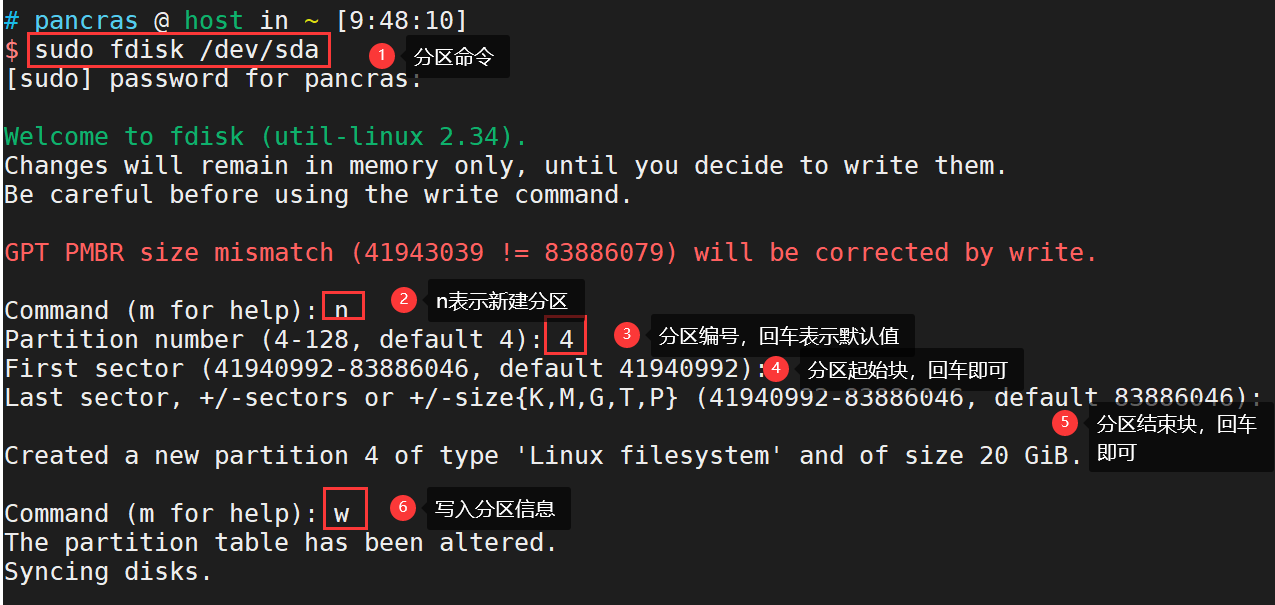 # pancras @ host in ~ [9:48:10]
$ sudo fdisk /dev/sda
1 分区命令
[sudo] password for pancras:
Welcome to fdisk (util-linux 2.34).
Changes will remain in memory only, until you decide to write them.
Be careful before using the write command.
GPT PMBR size mismatch (41943039 != 83886079) will be corrected by write.
Command (m for help): n
2 n表示新建分区
Partition number (4-128, default 4): 4
3 分区编号，回车表示默认值
First sector (41940992-83886046, default 41940992):
4 分区起始块，回车即可
Last sector, +/-sectors or +/-size{K,M,G,T,P} (41940992-83886046, default 83886046):
5 分区结束块，回车
即可
Created a new partition 4 of type 'Linux filesystem' and of size 20 GiB.
Command (m for help): w
6 写入分区信息
The partition table has been altered.
Syncing disks.